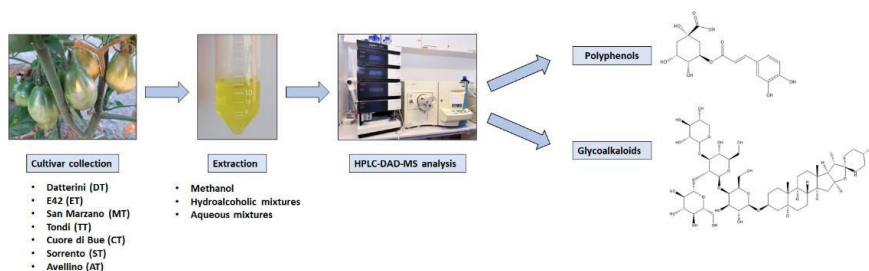 Cultivar collection
Datterini (DT)
E42 (ET)
San Marzano (MT)
Tondi (TT)
Cuore di Bue (CT)
Sorrento (ST)
Avellino (AT)
Extraction
Methanol
Hydroalcoholic mixtures
Aqueous mixtures
HPLC-DAD-MS analysis
Polyphenols
Glycoalkaloids